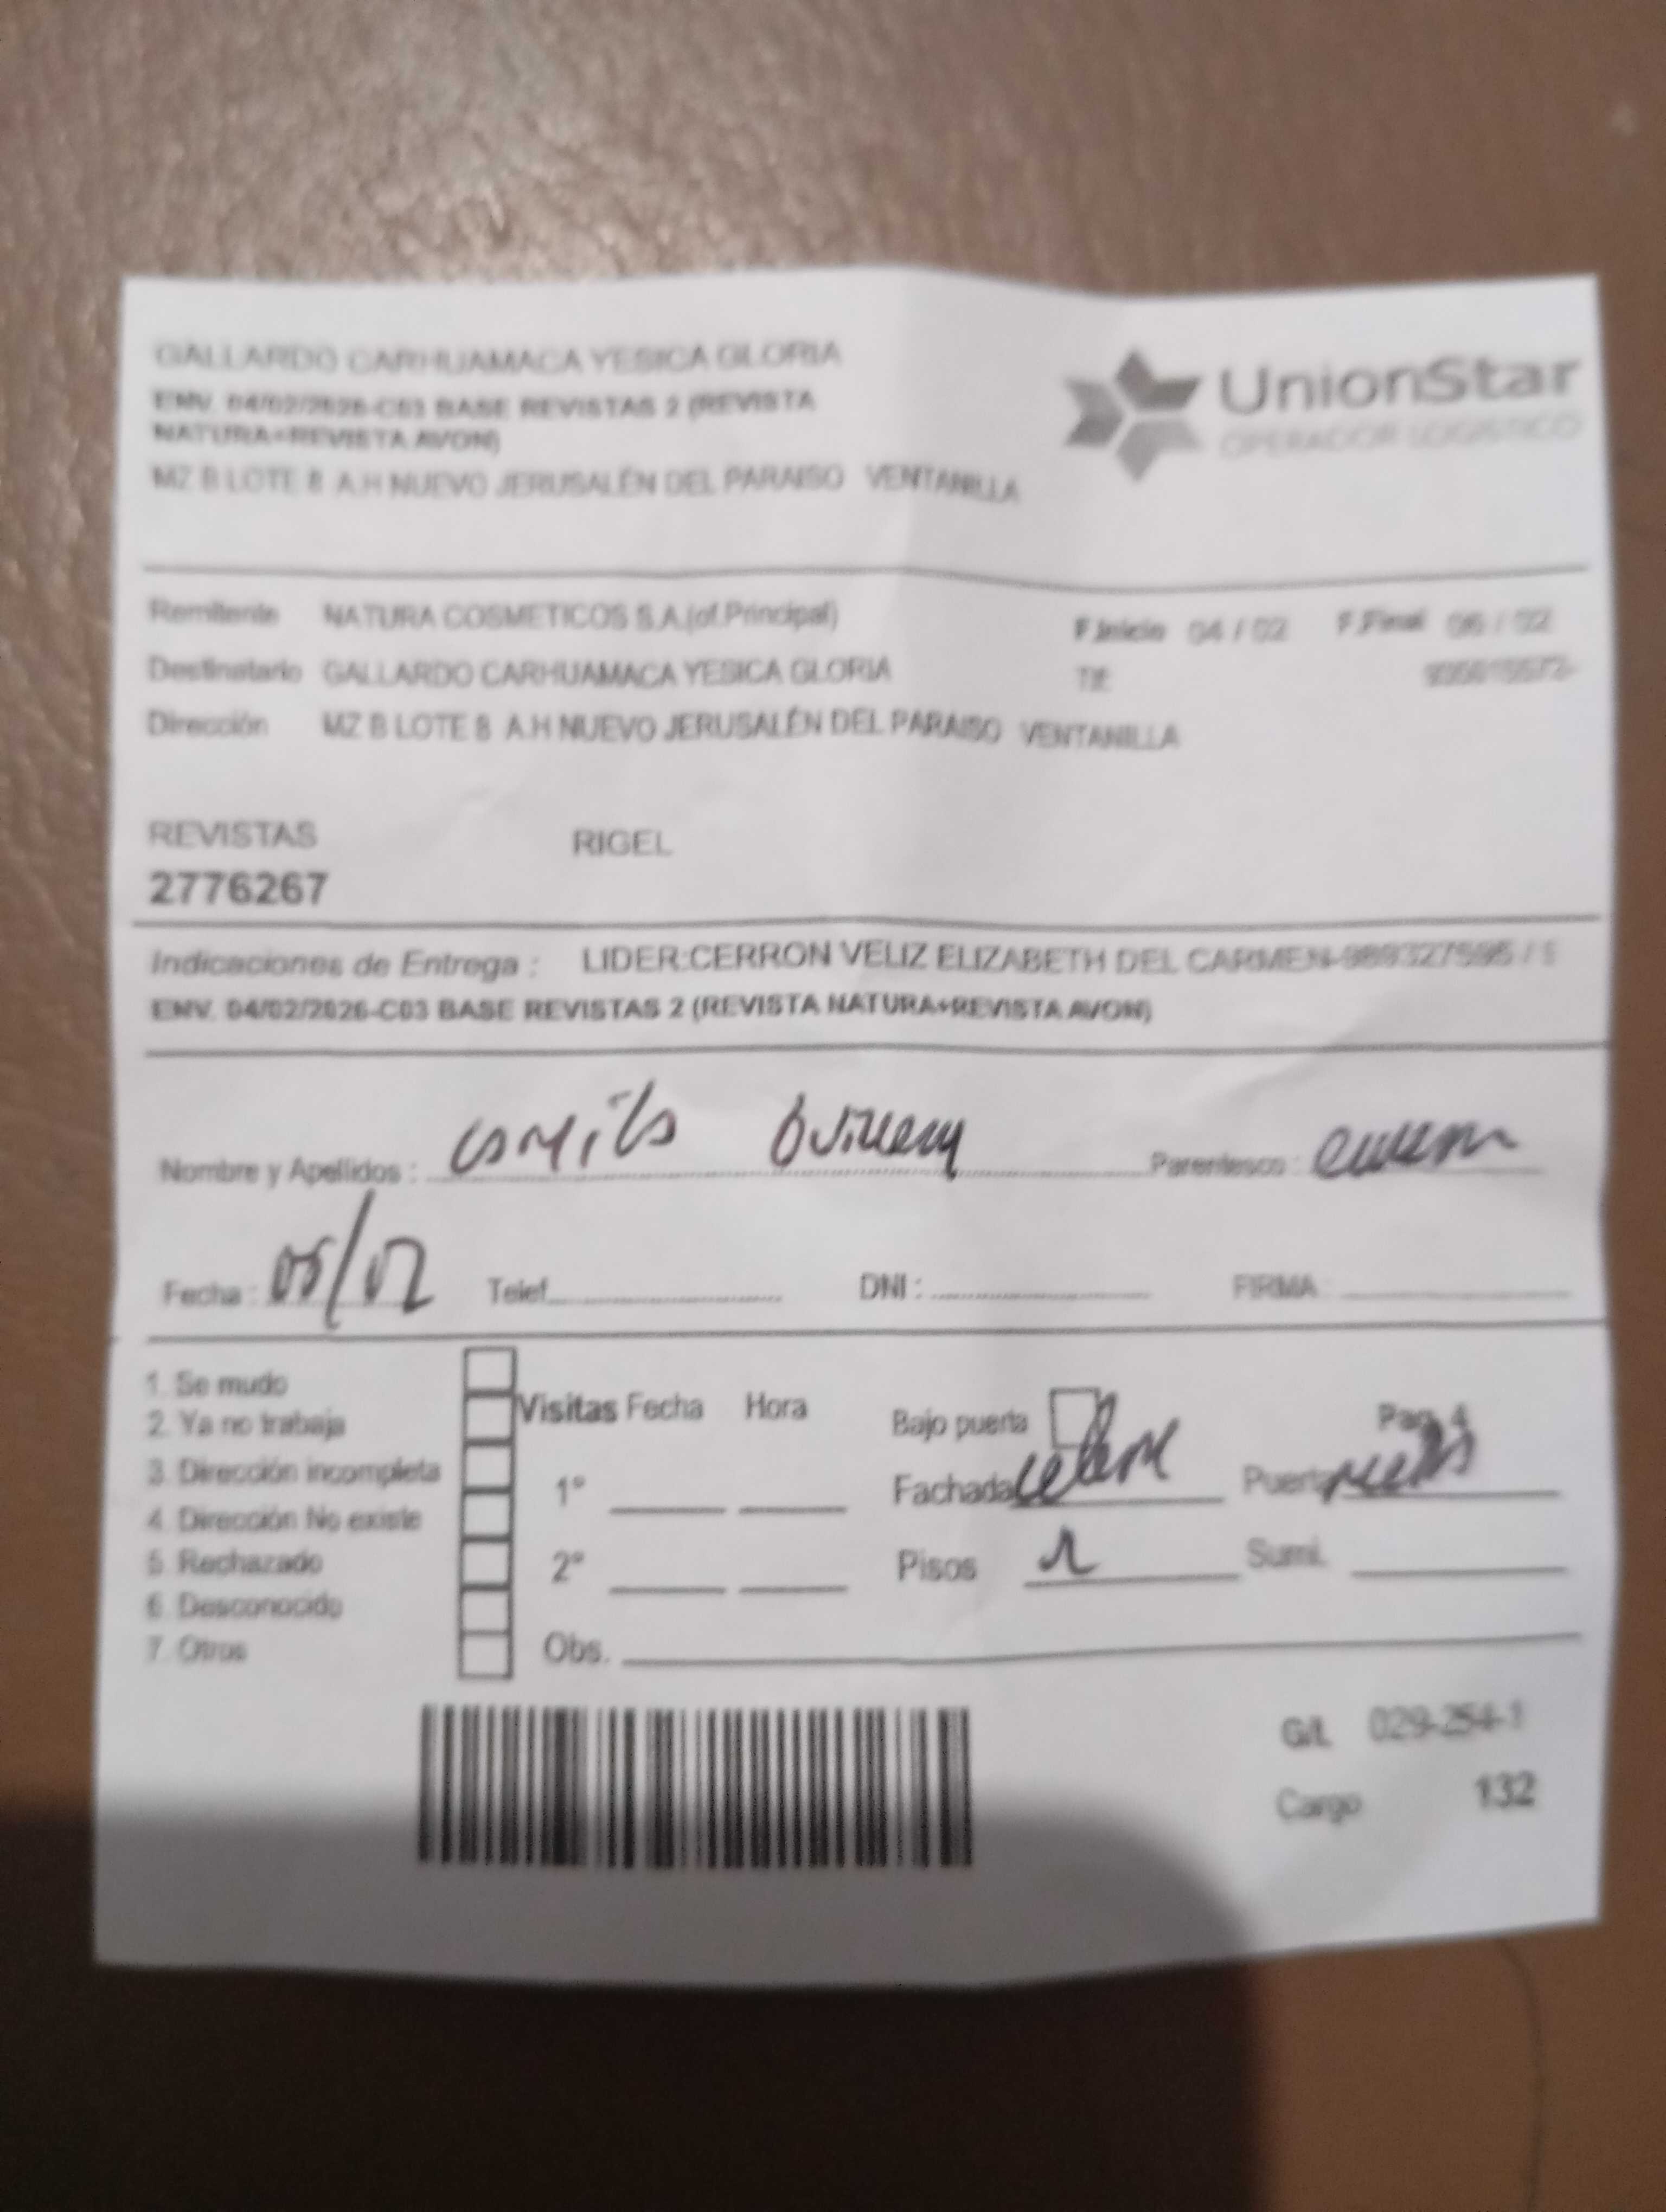 GALLARDO CARHUAMACA YESICA GLORIA
ENV. 04/02/2026-C03 BASE REVISTAS 2 (REVISTA
NATURA+REVISTA AVON)
MZ B LOTE 8 A.H NUEVO JERUSALÉN DEL PARAISO VENTANILLA
UnionStar
OPERADOR LOGISTICO
Remitente NATURA COSMETICOS S.A.(of.Principal) F.Inicio 04 / 02 F.Final 06 / 02
Destinatario GALLARDO CARHUAMACA YESICA GLORIA
Dirección MZ B LOTE 8 A.H NUEVO JERUSALÉN DEL PARAISO VENTANILLA
REVISTAS RIGEL
2776267
Indicaciones de Entrega : LIDER:CERRON VELIZ ELIZABETH DEL CARMEN-989327595 /
ENV. 04/02/2026-C03 BASE REVISTAS 2 (REVISTA NATURA+REVISTA AVON)
Nombre y Apellidos : Parentesco :
Fecha : 05/02 Telef. DNI : FIRMA :
1. Se mudo
2. Ya no trabaja
3. Dirección incompleta
4. Dirección No existe
5. Rechazado
6. Desconocido
7. Otros
Visitas Fecha Hora
1°
2°
Obs.
Bajo puerta Pag. 4
Fachada Puerta
Pisos Sumi.
G/L 029-254-1
Cargo 132